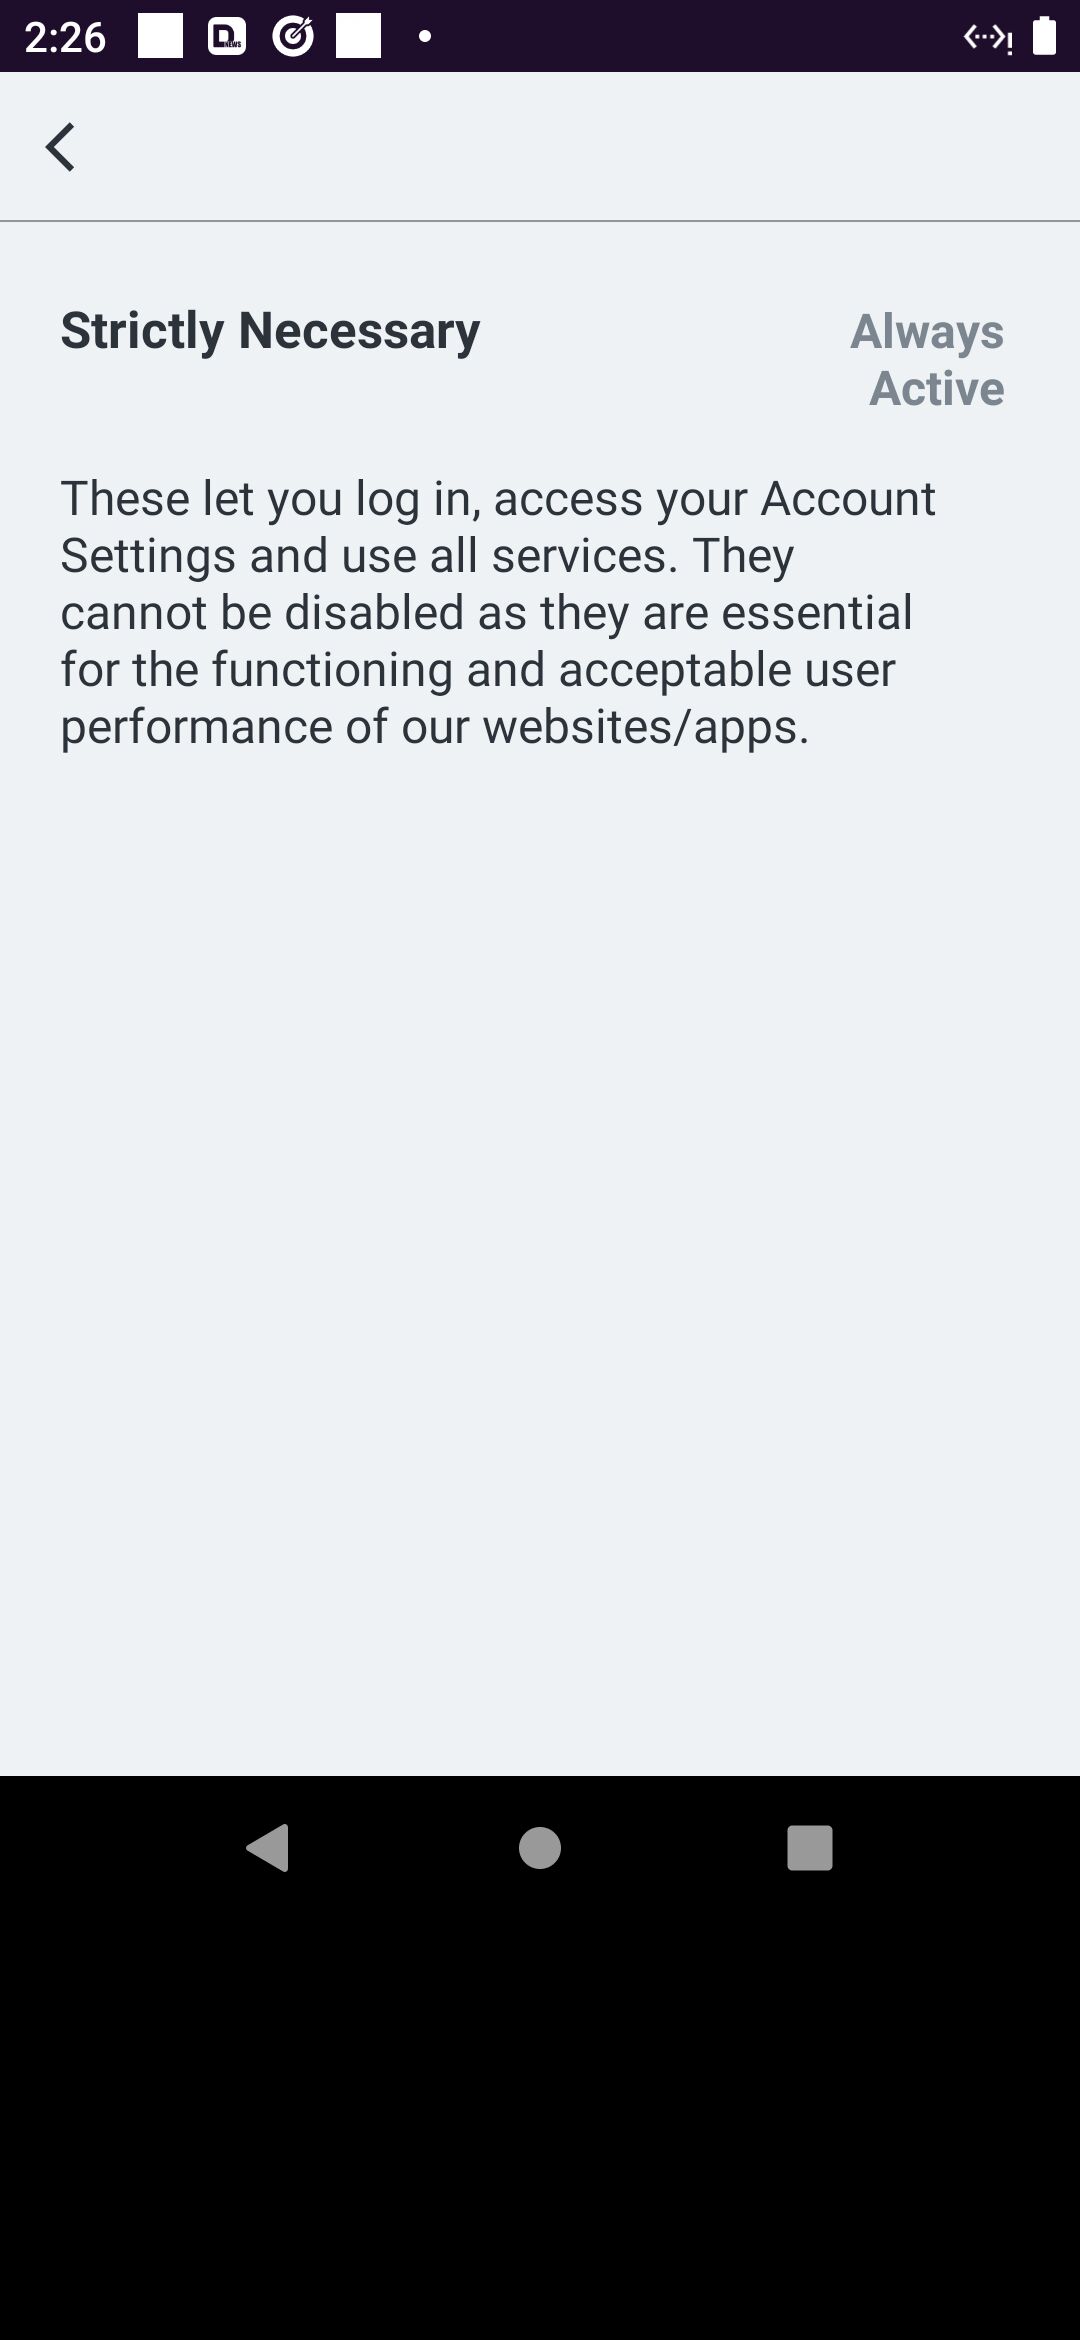 2:26
D NEWS
Strictly Necessary
Always
Active
These let you log in, access your Account
Settings and use all services. They
cannot be disabled as they are essential
for the functioning and acceptable user
performance of our websites/apps.